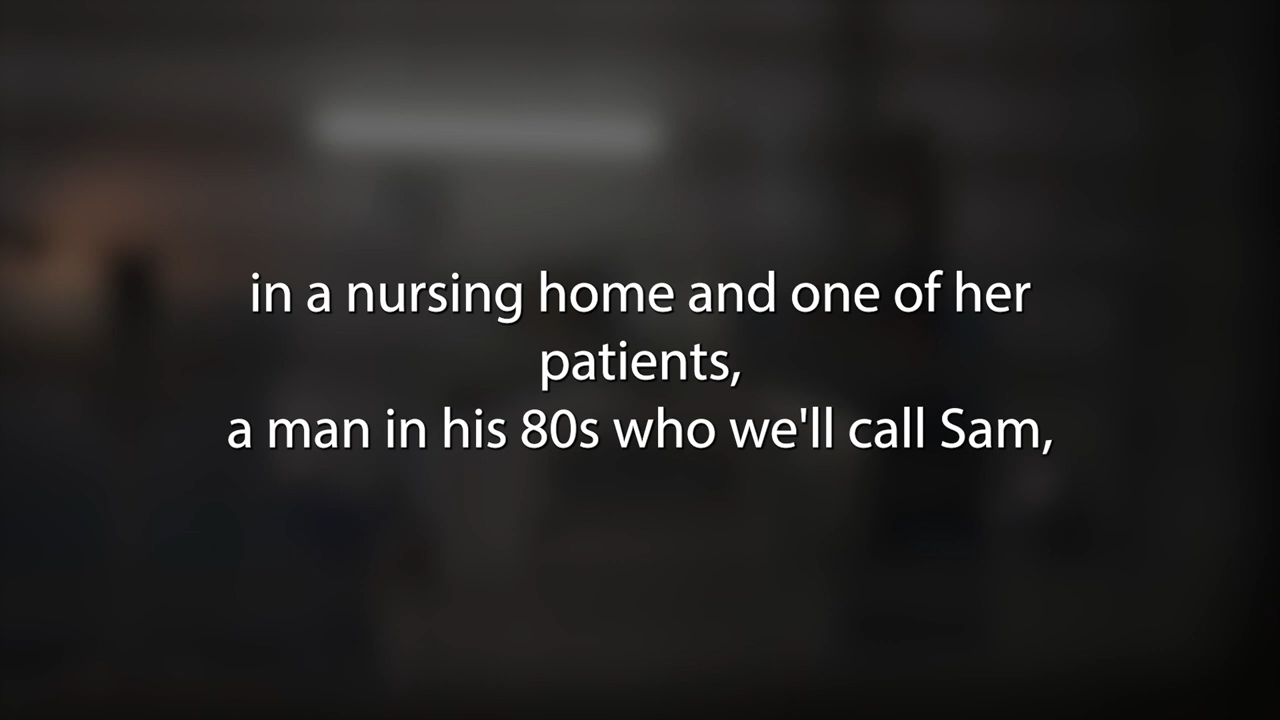 in a nursing home and one of her
patients,
a man in his 80s who we'll call Sam,